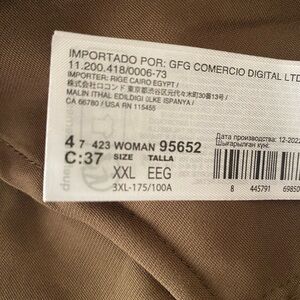 IMPORTADO POR: GFG COMERCIO DIGITAL LTD
11.200.418/0006-73
IMPORTER: RIGE CAIRO EGYPT /
株式会社ロコンド 東京都渋谷区元代々木町30番13号 /
MALIN ITHAL EDILDIGI ÜLKE ISPANYA /
CA 66780 / USA RN 115455
Дата производства: 12-2022
Шығарылған күні:
4 7 423 WOMAN 95652
C:37 SIZE TALLA
XXL EEG
3XL-175/100A
8 445791 69850